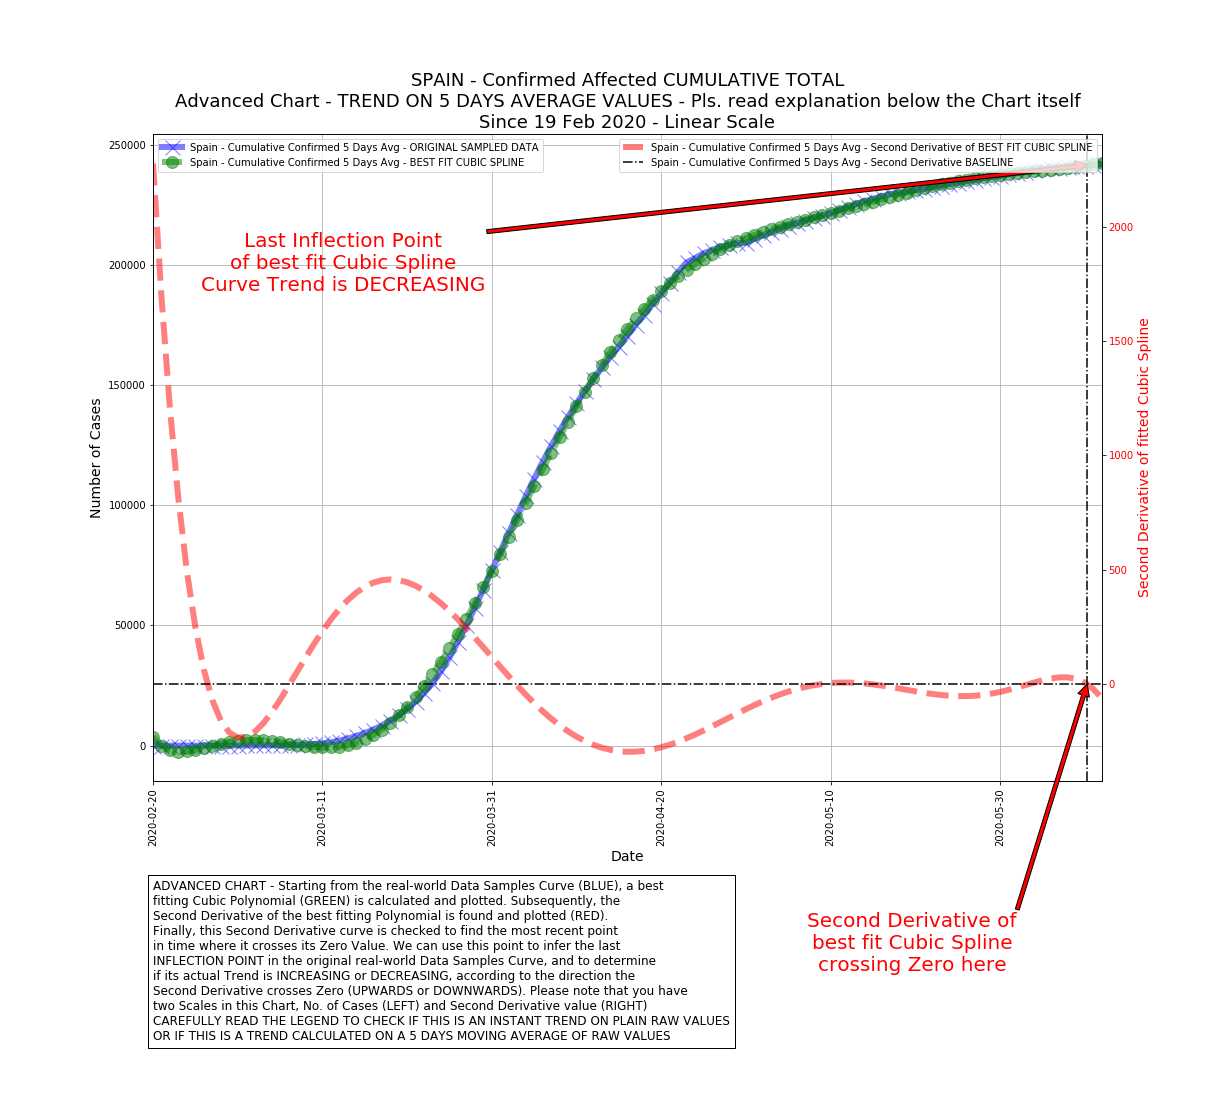 SPAIN - Confirmed Affected CUMULATIVE TOTAL
Advanced Chart - TREND ON 5 DAYS AVERAGE VALUES - Pls. read explanation below the Chart itself
Since 19 Feb 2020 - Linear Scale
Spain - Cumulative Confirmed 5 Days Avg - ORIGINAL SAMPLED DATA
Spain - Cumulative Confirmed 5 Days Avg - BEST FIT CUBIC SPLINE
Spain - Cumulative Confirmed 5 Days Avg - Second Derivative of BEST FIT CUBIC SPLINE
Spain - Cumulative Confirmed 5 Days Avg - Second Derivative BASELINE
Last Inflection Point
of best fit Cubic Spline
Curve Trend is DECREASING
Number of Cases
250000
200000
150000
100000
50000
0
2000
1500
1000
500
0
Second Derivative of fitted Cubic Spline
2020-02-20
2020-03-11
2020-03-31
2020-04-20
2020-05-10
2020-05-30
Date
Second Derivative of
best fit Cubic Spline
crossing Zero here
ADVANCED CHART - Starting from the real-world Data Samples Curve (BLUE), a best
fitting Cubic Polynomial (GREEN) is calculated and plotted. Subsequently, the
Second Derivative of the best fitting Polynomial is found and plotted (RED).
Finally, this Second Derivative curve is checked to find the most recent point
in time where it crosses its Zero Value. We can use this point to infer the last
INFLECTION POINT in the original real-world Data Samples Curve, and to determine
if its actual Trend is INCREASING or DECREASING, according to the direction the
Second Derivative crosses Zero (UPWARDS or DOWNWARDS). Please note that you have
two Scales in this Chart, No. of Cases (LEFT) and Second Derivative value (RIGHT)
CAREFULLY READ THE LEGEND TO CHECK IF THIS IS AN INSTANT TREND ON PLAIN RAW VALUES
OR IF THIS IS A TREND CALCULATED ON A 5 DAYS MOVING AVERAGE OF RAW VALUES